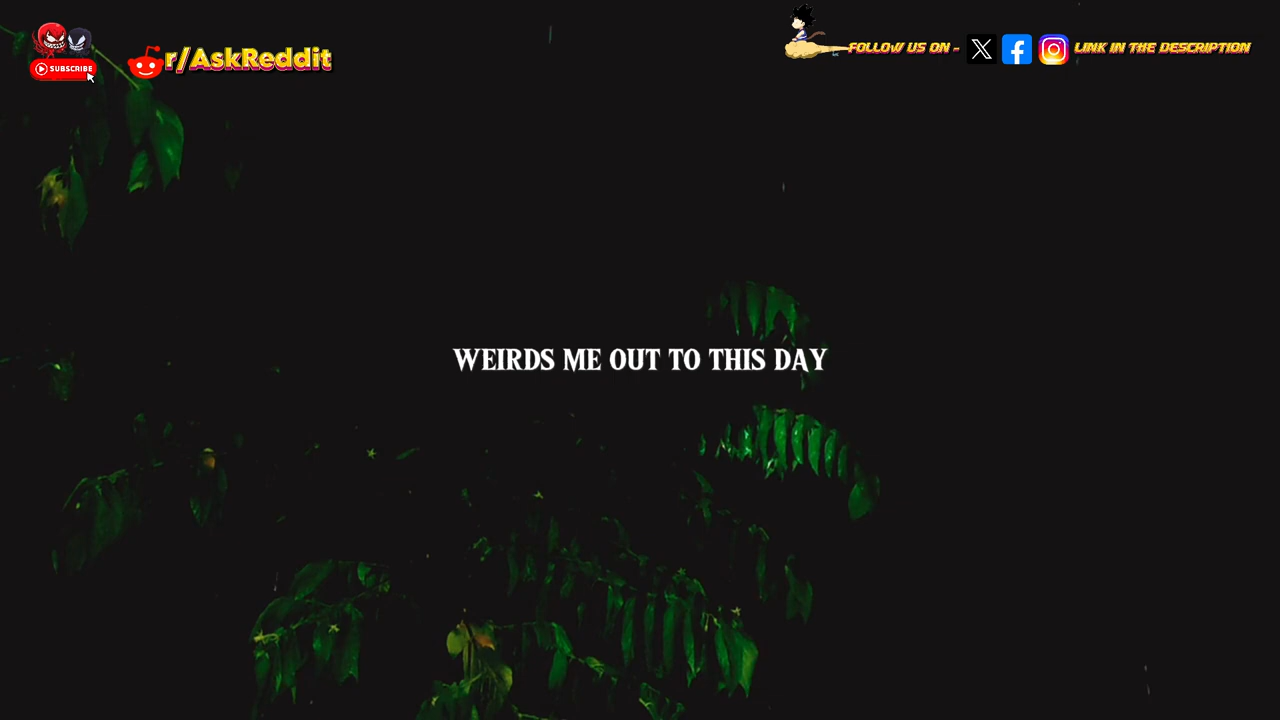 SUBSCRIBE
r/AskReddit
FOLLOW US ON -
LINK IN THE DESCRIPTION
WEIRDS ME OUT TO THIS DAY